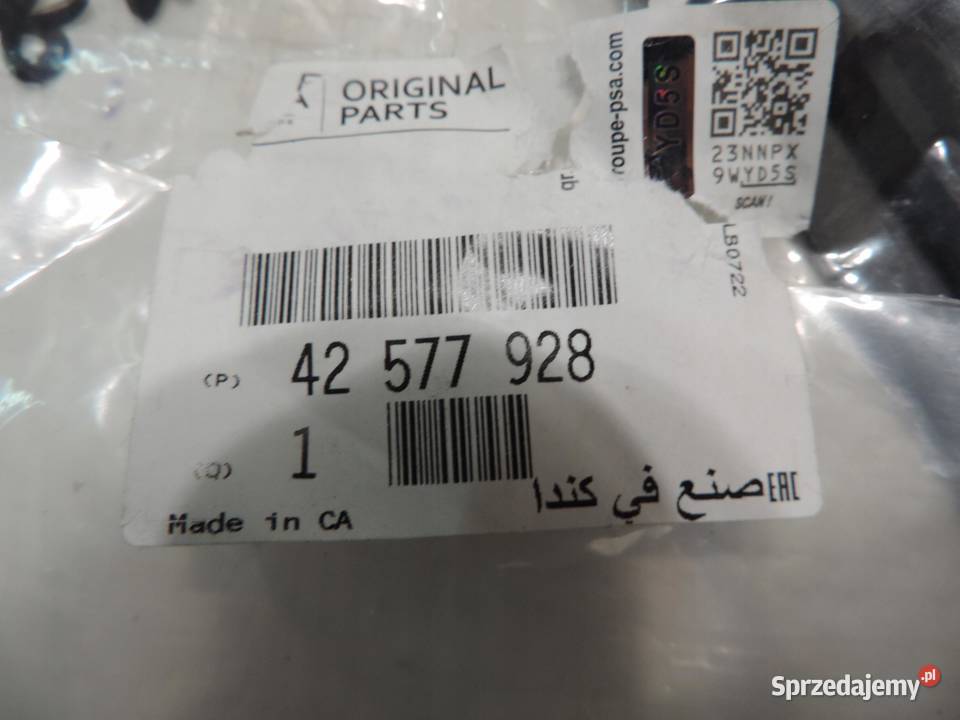 ORIGINAL
PARTS
roupe-psa.com
qr
YD5S
23NNPX
9WYD5S
SCAN!
LB0722
(P) 42 577 928
(Q) 1
صنع في كندا EAC
Made in CA
Sprzedajemy.pl